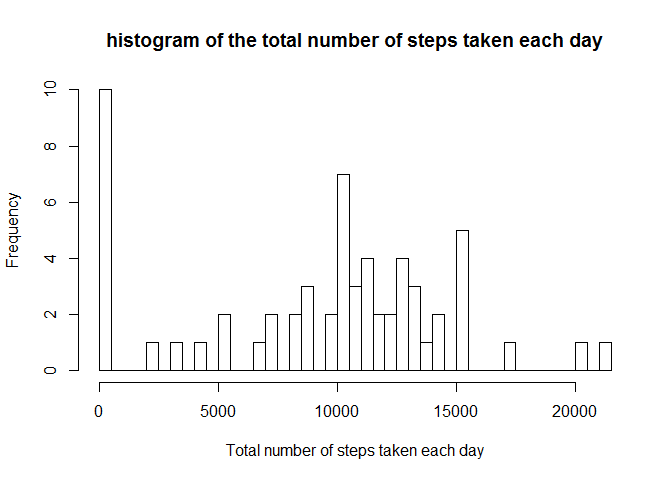 histogram of the total number of steps taken each day
Frequency
10
8
6
4
2
0
0 5000 10000 15000 20000
Total number of steps taken each day